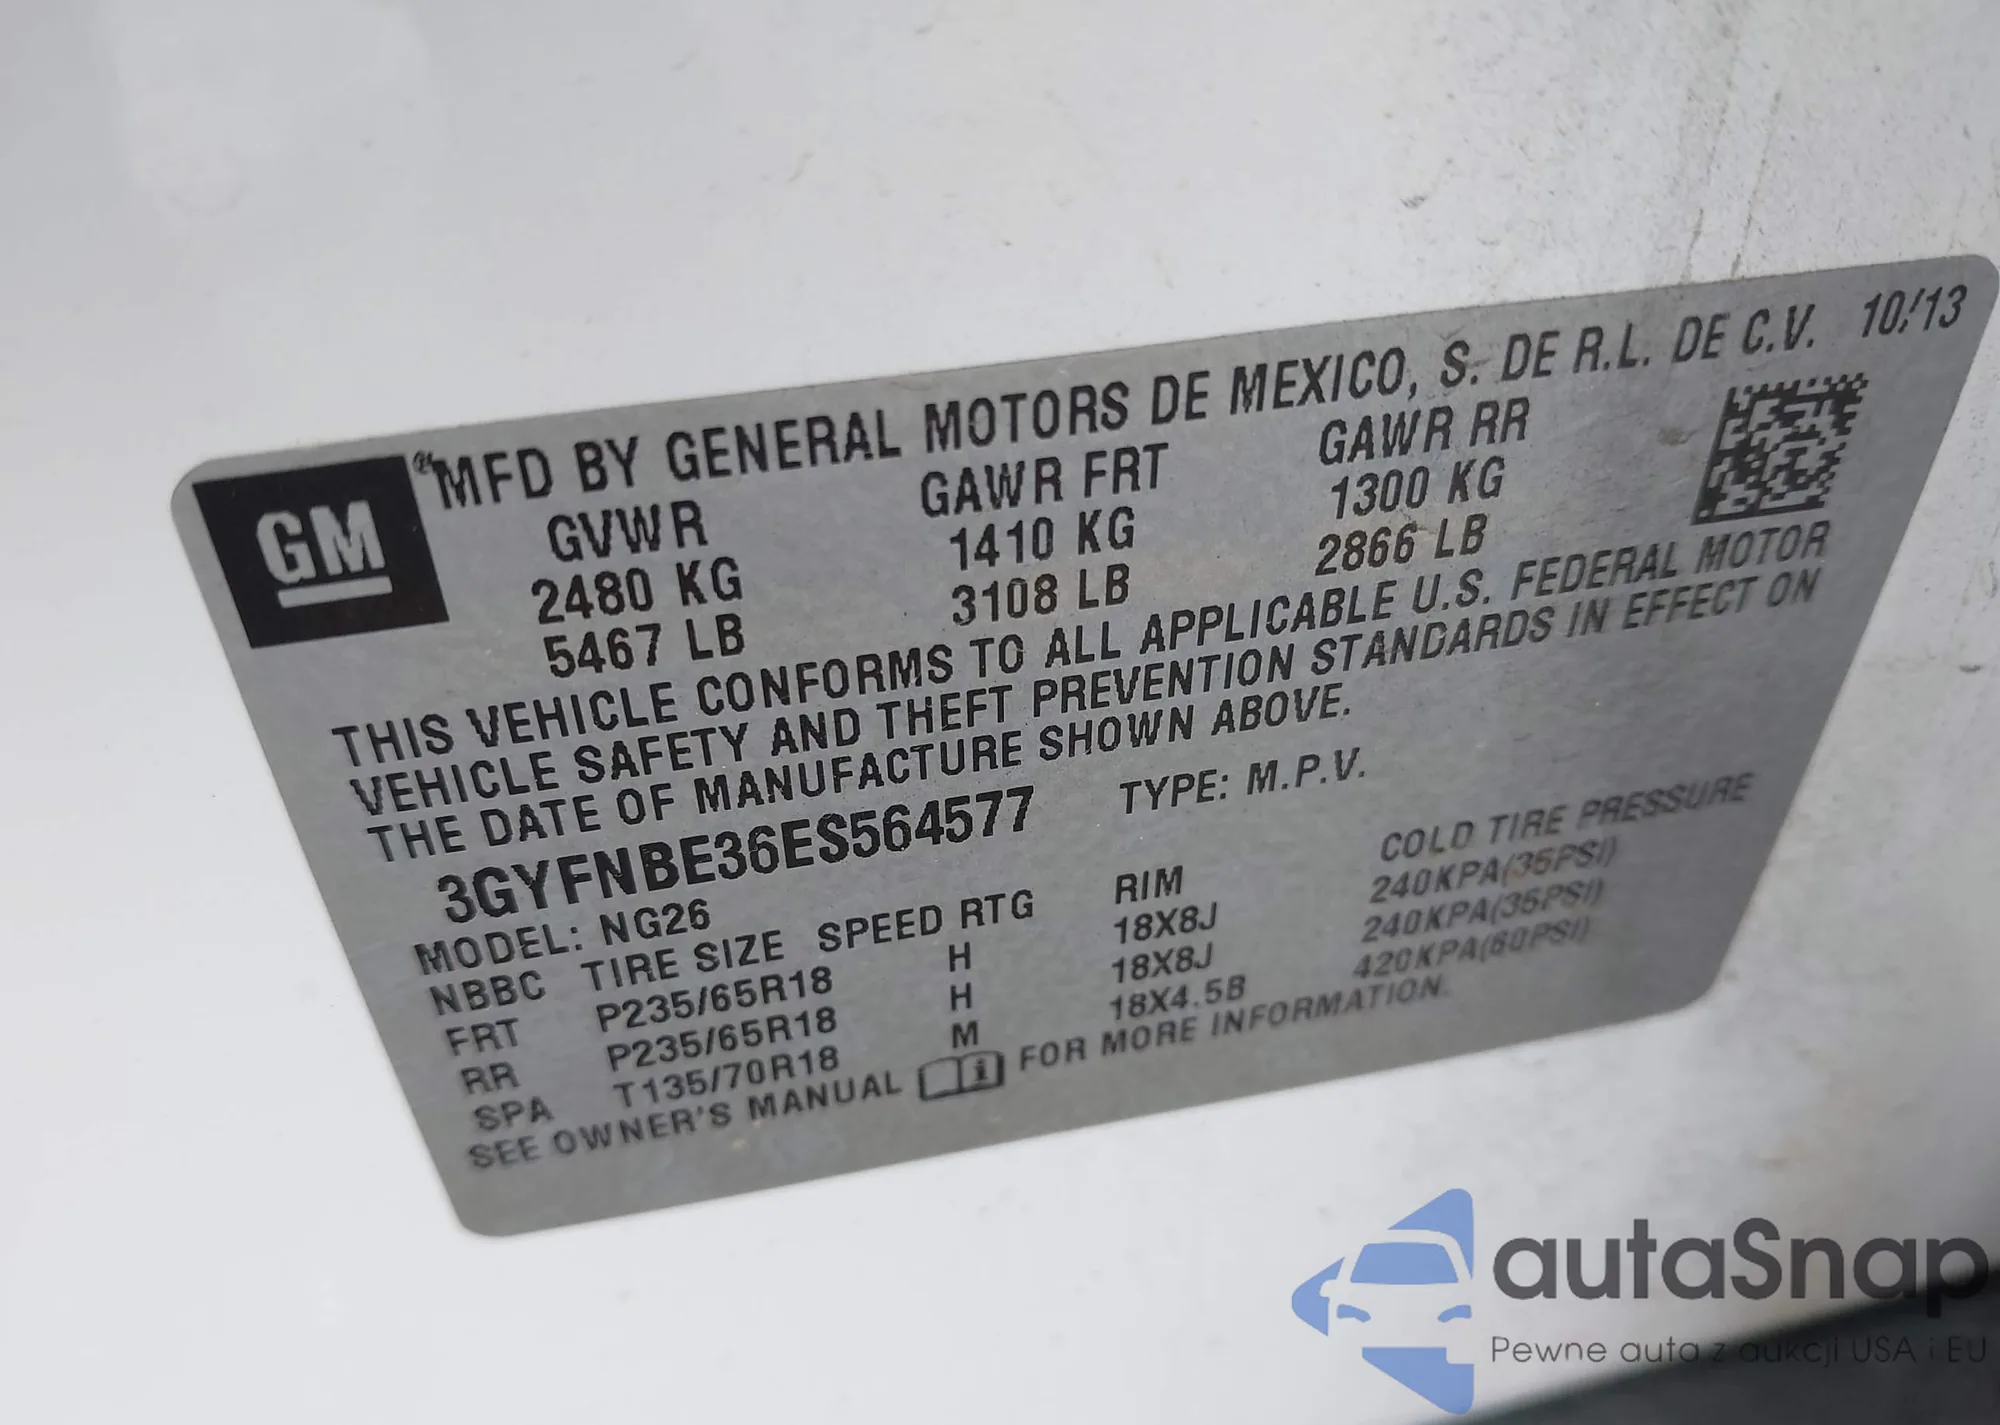 MFD BY GENERAL MOTORS DE MEXICO, S. DE R.L. DE C.V. 10/13
GM
GVWR GAWR FRT GAWR RR
2480 KG 1410 KG 1300 KG
5467 LB 3108 LB 2866 LB
THIS VEHICLE CONFORMS TO ALL APPLICABLE U.S. FEDERAL MOTOR
VEHICLE SAFETY AND THEFT PREVENTION STANDARDS IN EFFECT ON
THE DATE OF MANUFACTURE SHOWN ABOVE.
3GYFNBE36ES564577 TYPE: M.P.V.
MODEL: NG26
NBBC TIRE SIZE SPEED RTG RIM COLD TIRE PRESSURE
FRT P235/65R18 H 18X8J 240KPA(35PSI)
RR P235/65R18 H 18X8J 240KPA(35PSI)
SPA T135/70R18 M 18X4.5B 420KPA(60PSI)
SEE OWNER'S MANUAL FOR MORE INFORMATION.
autaSnap
Pewne auta z aukcji USA i EU